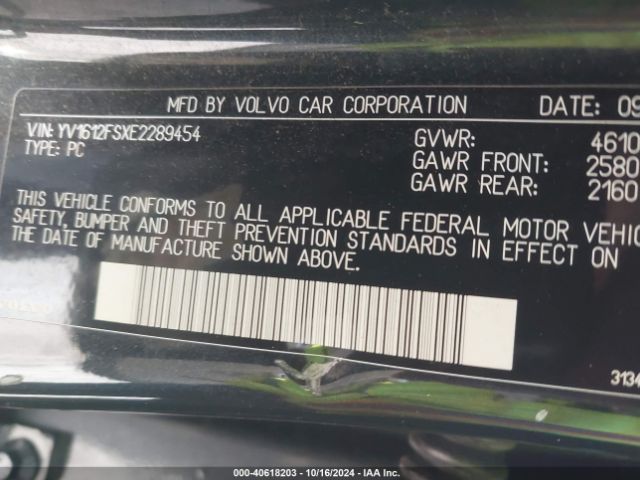 MFD BY VOLVO CAR CORPORATION DATE: 05
VIN: YV1612FSXE2289454
TYPE: PC
GVWR: 4610
GAWR FRONT: 2580
GAWR REAR: 2160
THIS VEHICLE CONFORMS TO ALL APPLICABLE FEDERAL MOTOR VEHIC
SAFETY, BUMPER AND THEFT PREVENTION STANDARDS IN EFFECT ON
THE DATE OF MANUFACTURE SHOWN ABOVE.
3134
000-40618203 - 10/16/2024 - IAA Inc.